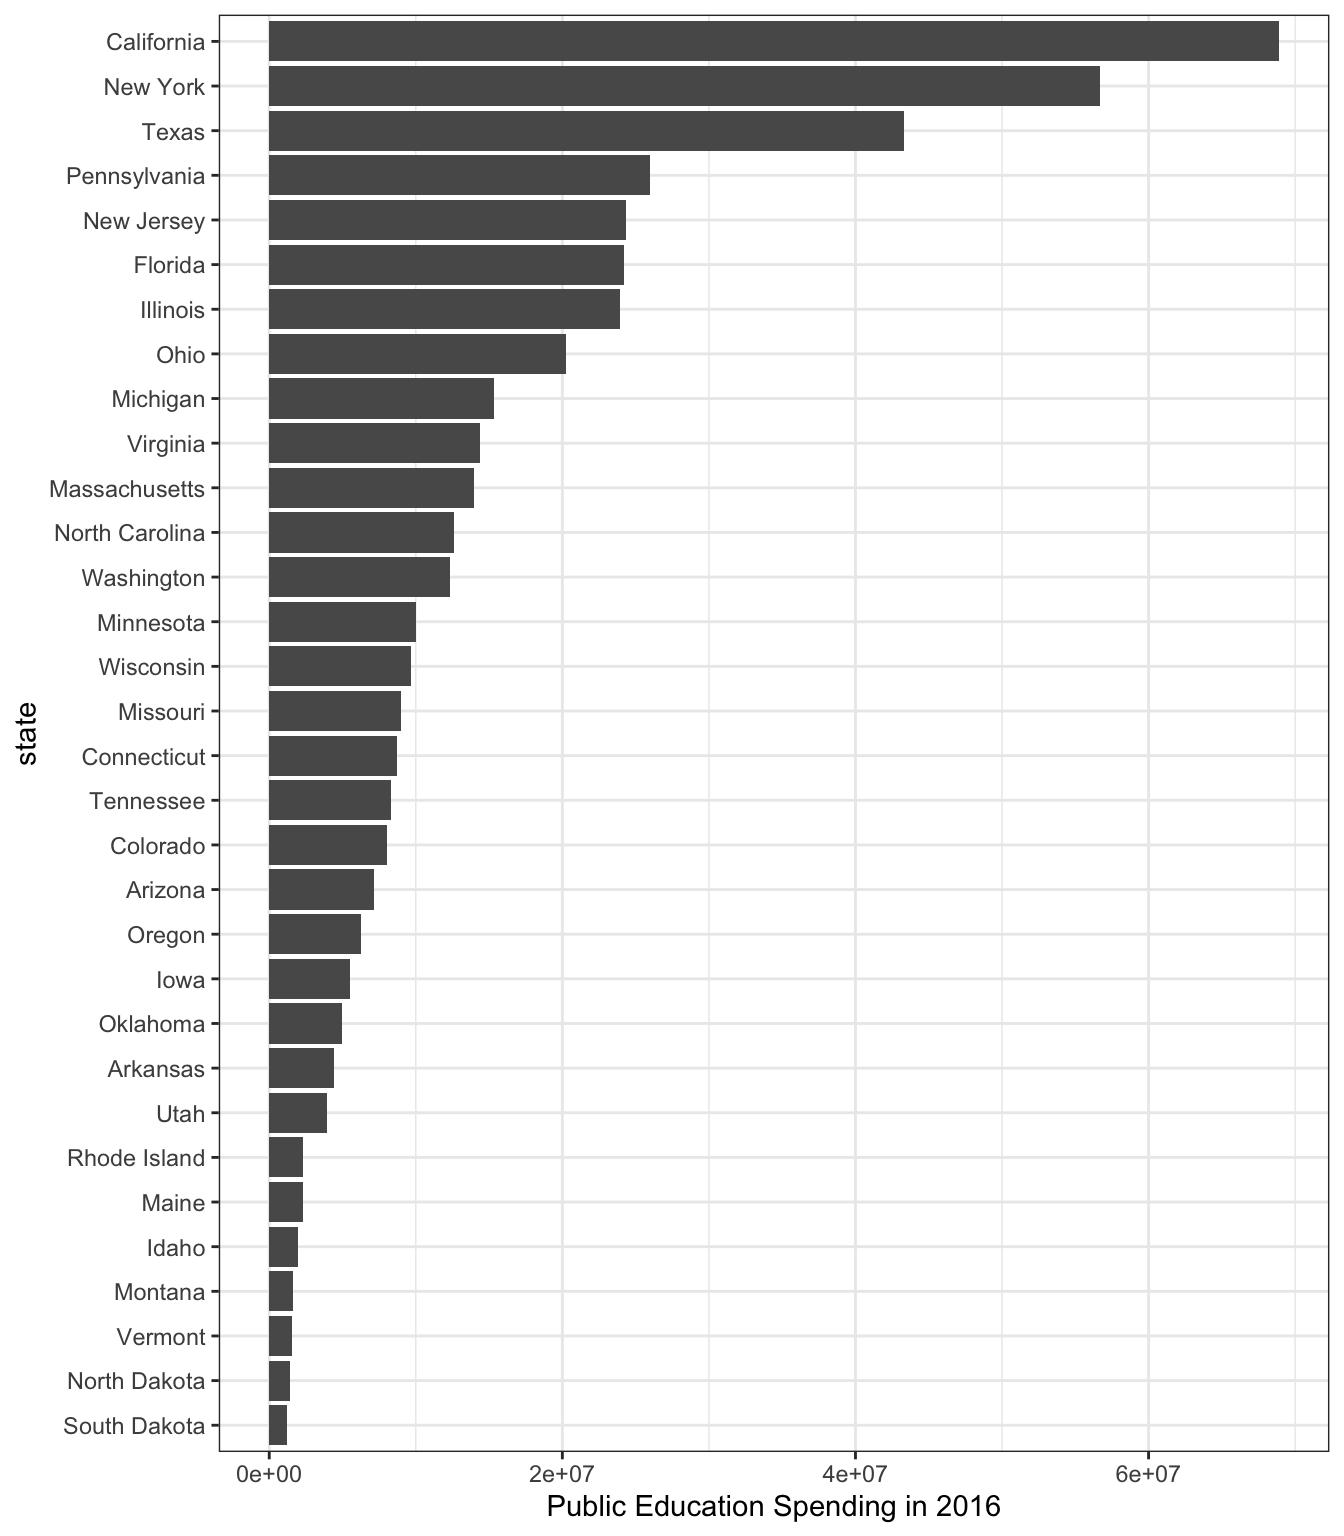 California
New York
Texas
Pennsylvania
New Jersey
Florida
Illinois
Ohio
Michigan
Virginia
Massachusetts
North Carolina
Washington
Minnesota
Wisconsin
Missouri
Connecticut
Tennessee
Colorado
Arizona
Oregon
Iowa
Oklahoma
Arkansas
Utah
Rhode Island
Maine
Idaho
Montana
Vermont
North Dakota
South Dakota
state
0e+00 2e+07 4e+07 6e+07
Public Education Spending in 2016